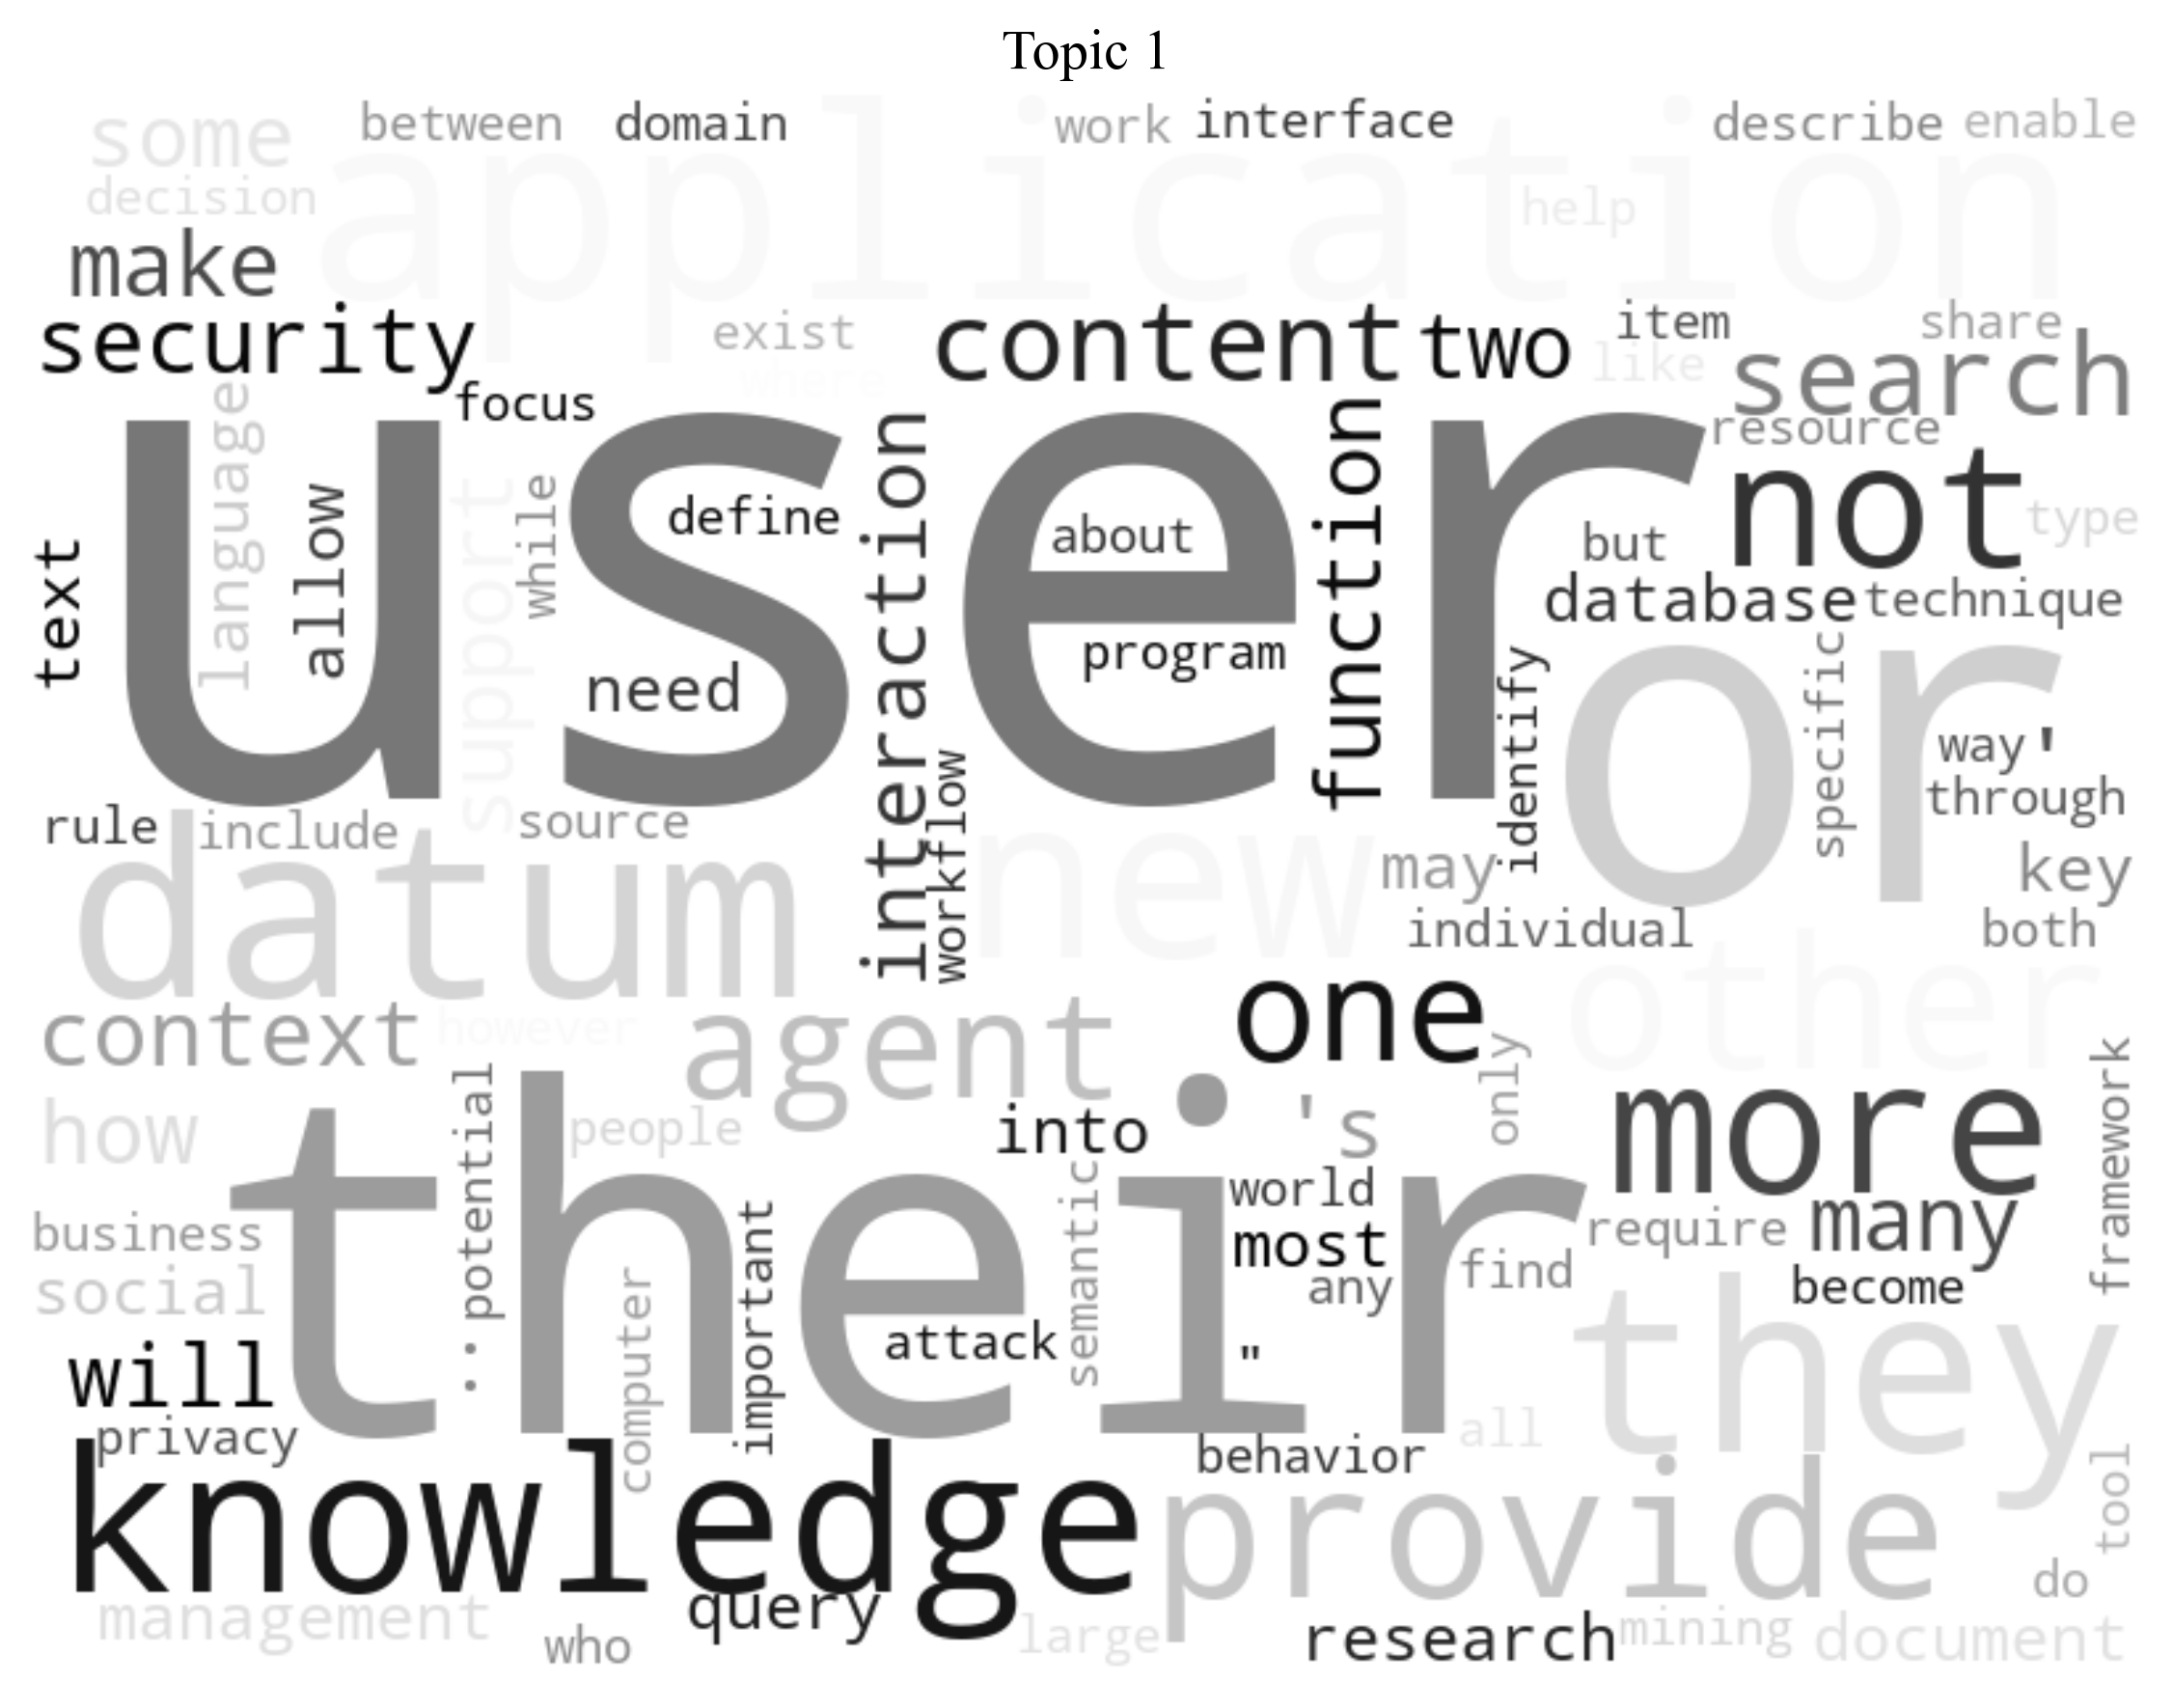 Topic 1
some between domain work interface describe enable
decision application help
make
security exist content two item share
where like search
focus resource
language interaction function not
text allow support while user define about but type
database technique
need program identify or specific
way '
rule include source workflow through
datum new may key
individual both
context however agent one other
how people into 's only more framework
potential their
business important semantic world require many
social computer most find
any become
: attack " they
will
privacy behavior all
knowledge provide tool
query do
management who large research mining document